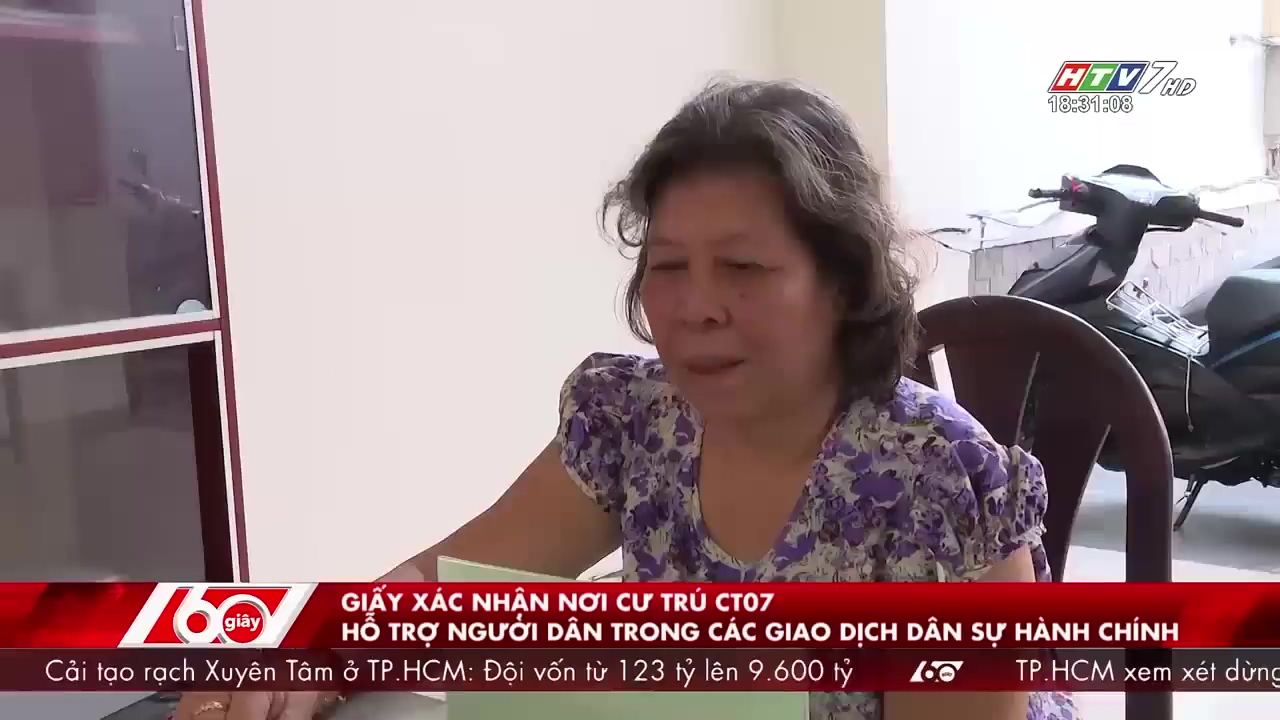 HTV7 HD
18:31:08
60 giây
GIẤY XÁC NHẬN NƠI CƯ TRÚ CT07
HỖ TRỢ NGƯỜI DÂN TRONG CÁC GIAO DỊCH DÂN SỰ HÀNH CHÍNH
Cải tạo rạch Xuyên Tâm ở TP.HCM: Đội vốn từ 123 tỷ lên 9.600 tỷ 60 giây TP.HCM xem xét dừng